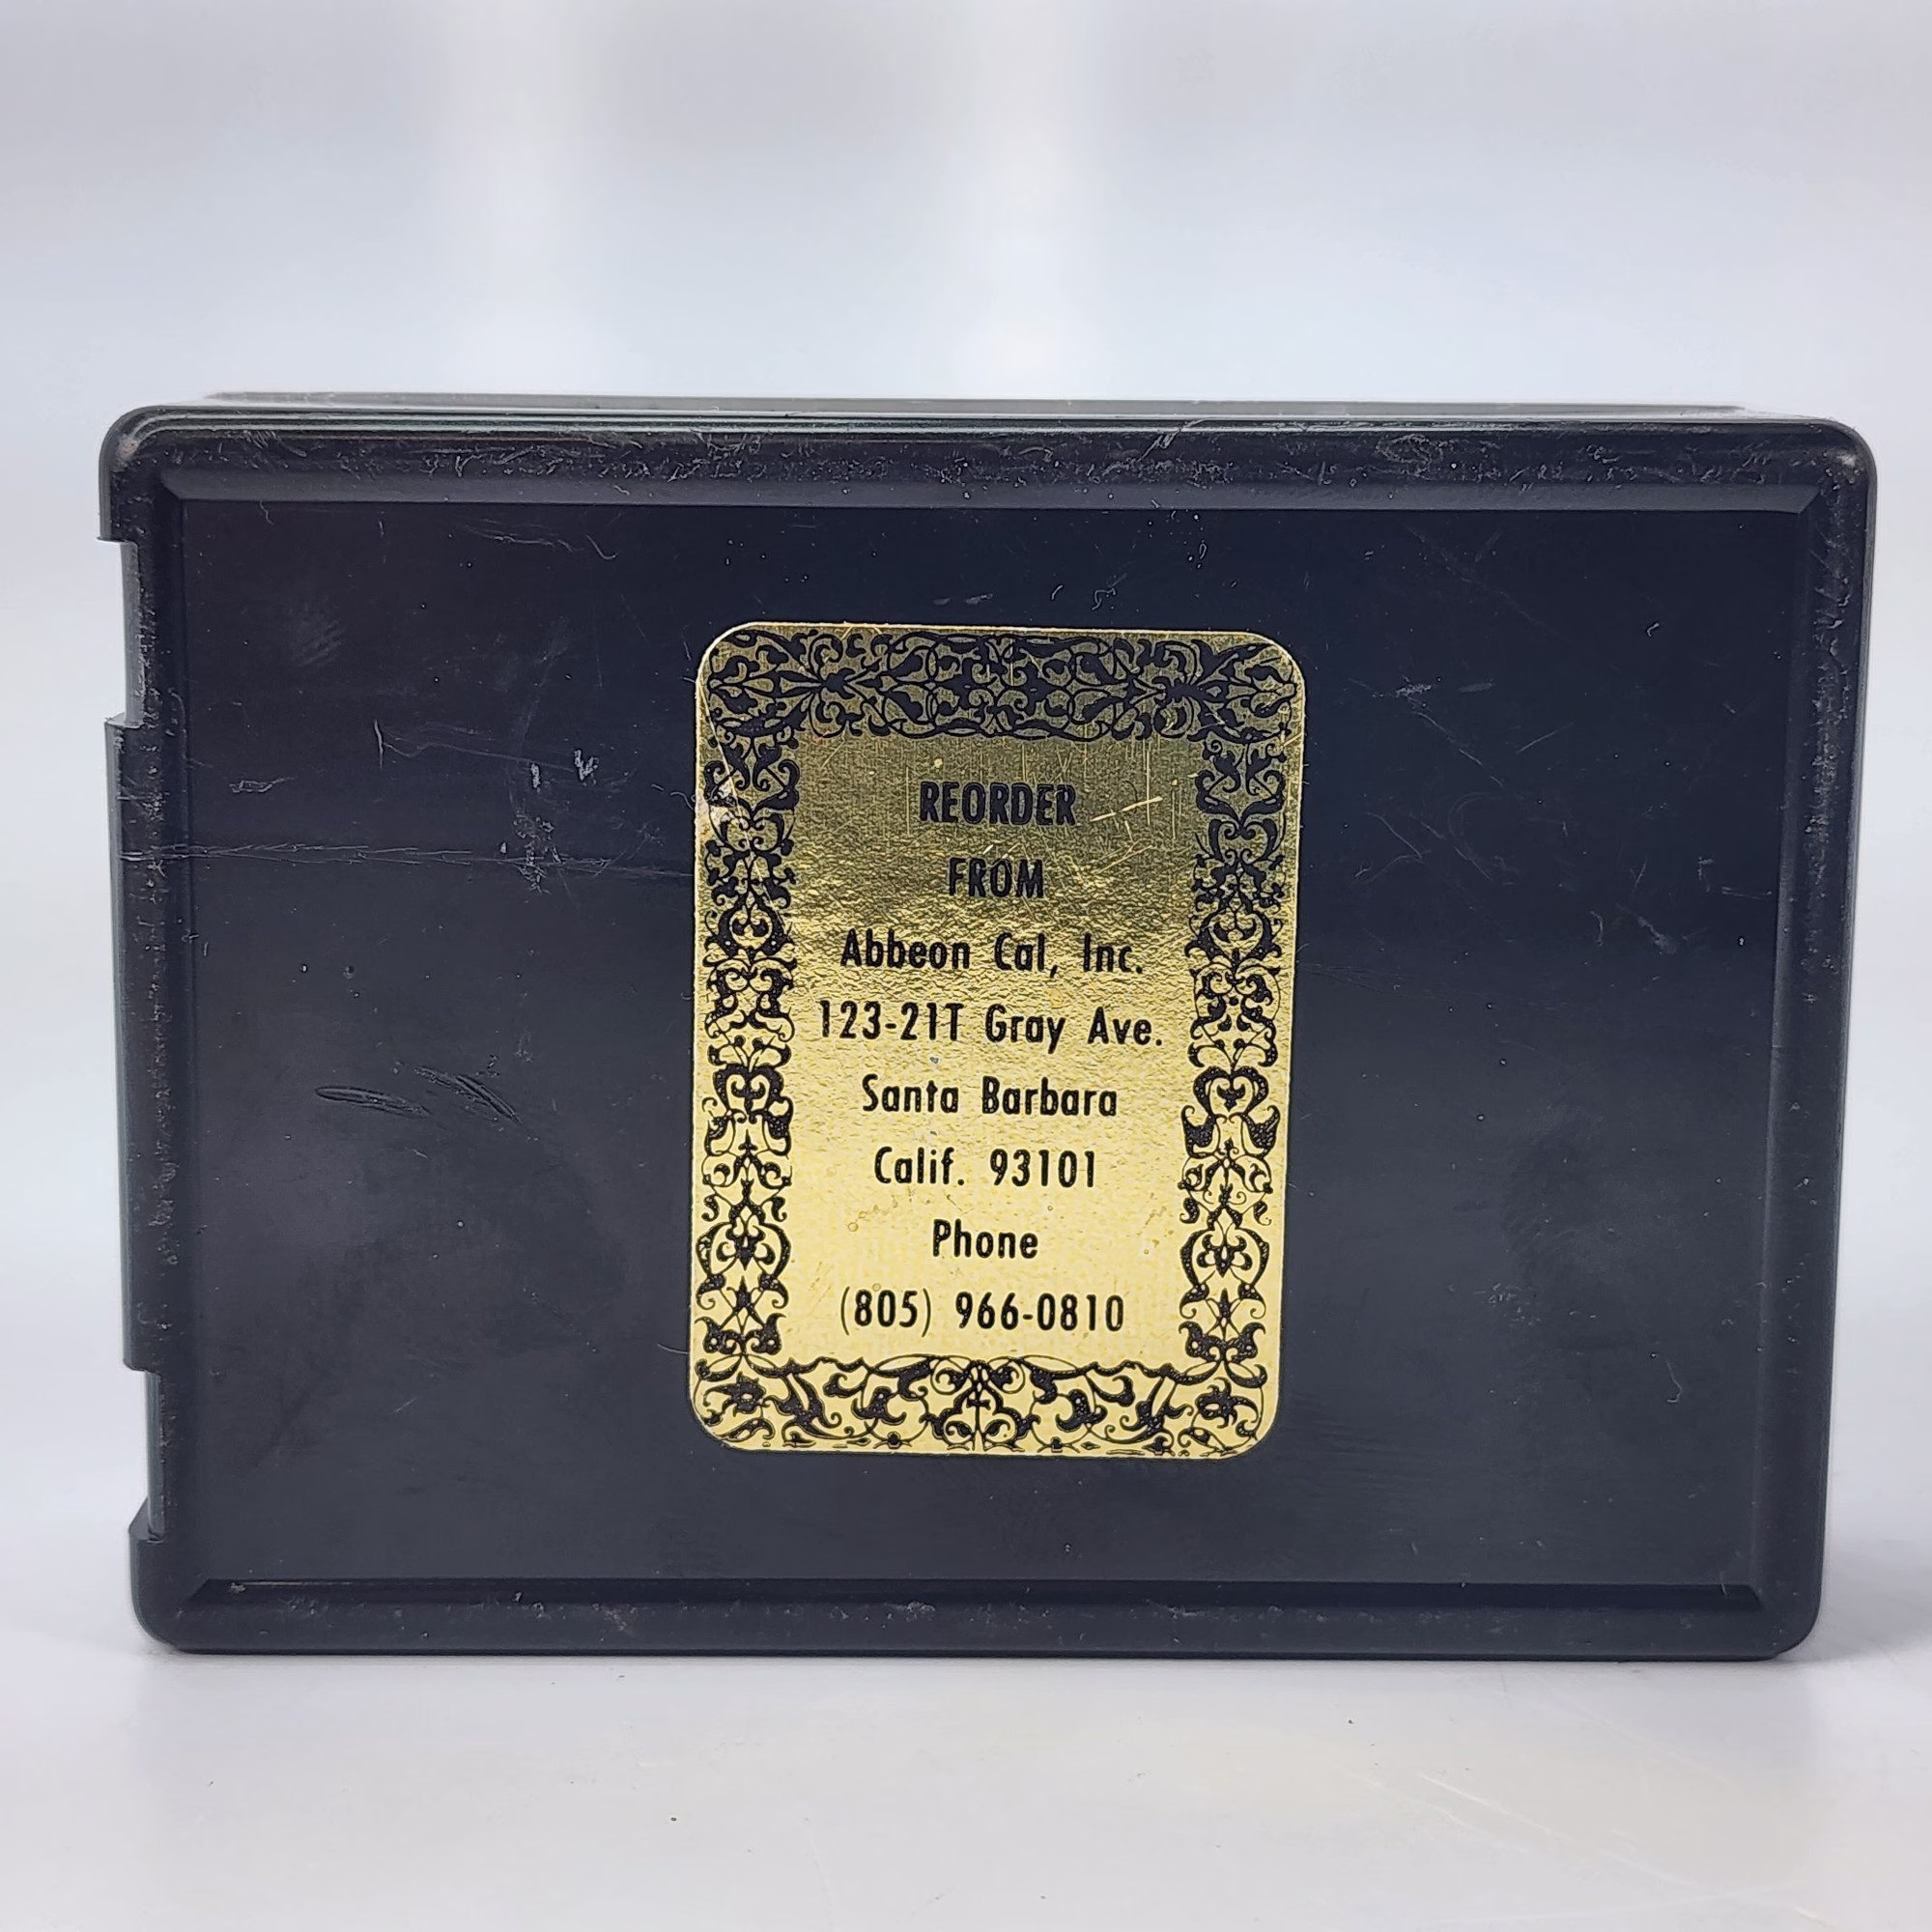 REORDER
FROM
Abbeon Cal, Inc.
123-21T Gray Ave.
Santa Barbara
Calif. 93101
Phone
(805) 966-0810